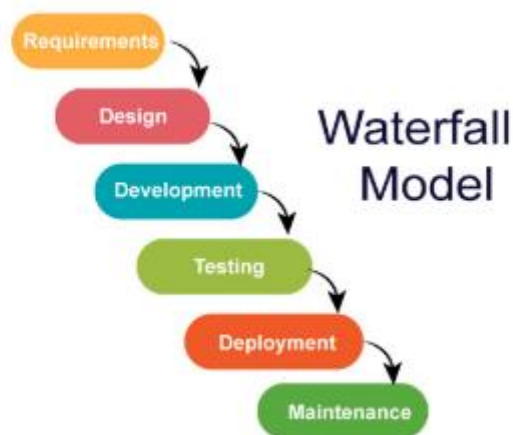 Requirements
Design
Waterfall
Model
Development
Testing
Deployment
Maintenance